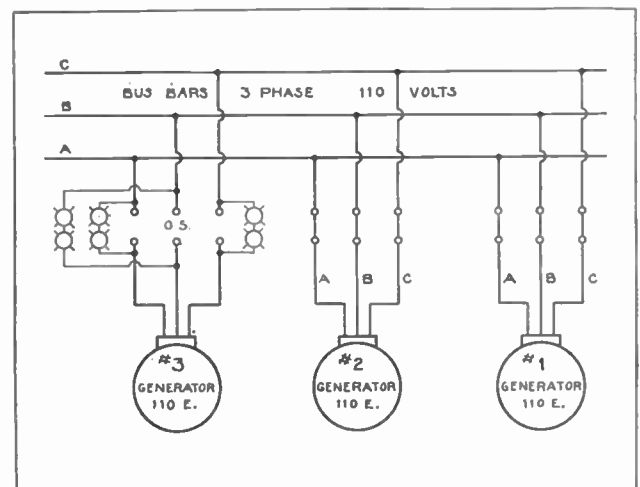 C
BUS BARS 3 PHASE 110 VOLTS
B
A
O.S.
A B C A B C
#3 #2 #1
GENERATOR GENERATOR GENERATOR
110 E. 110 E. 110 E.